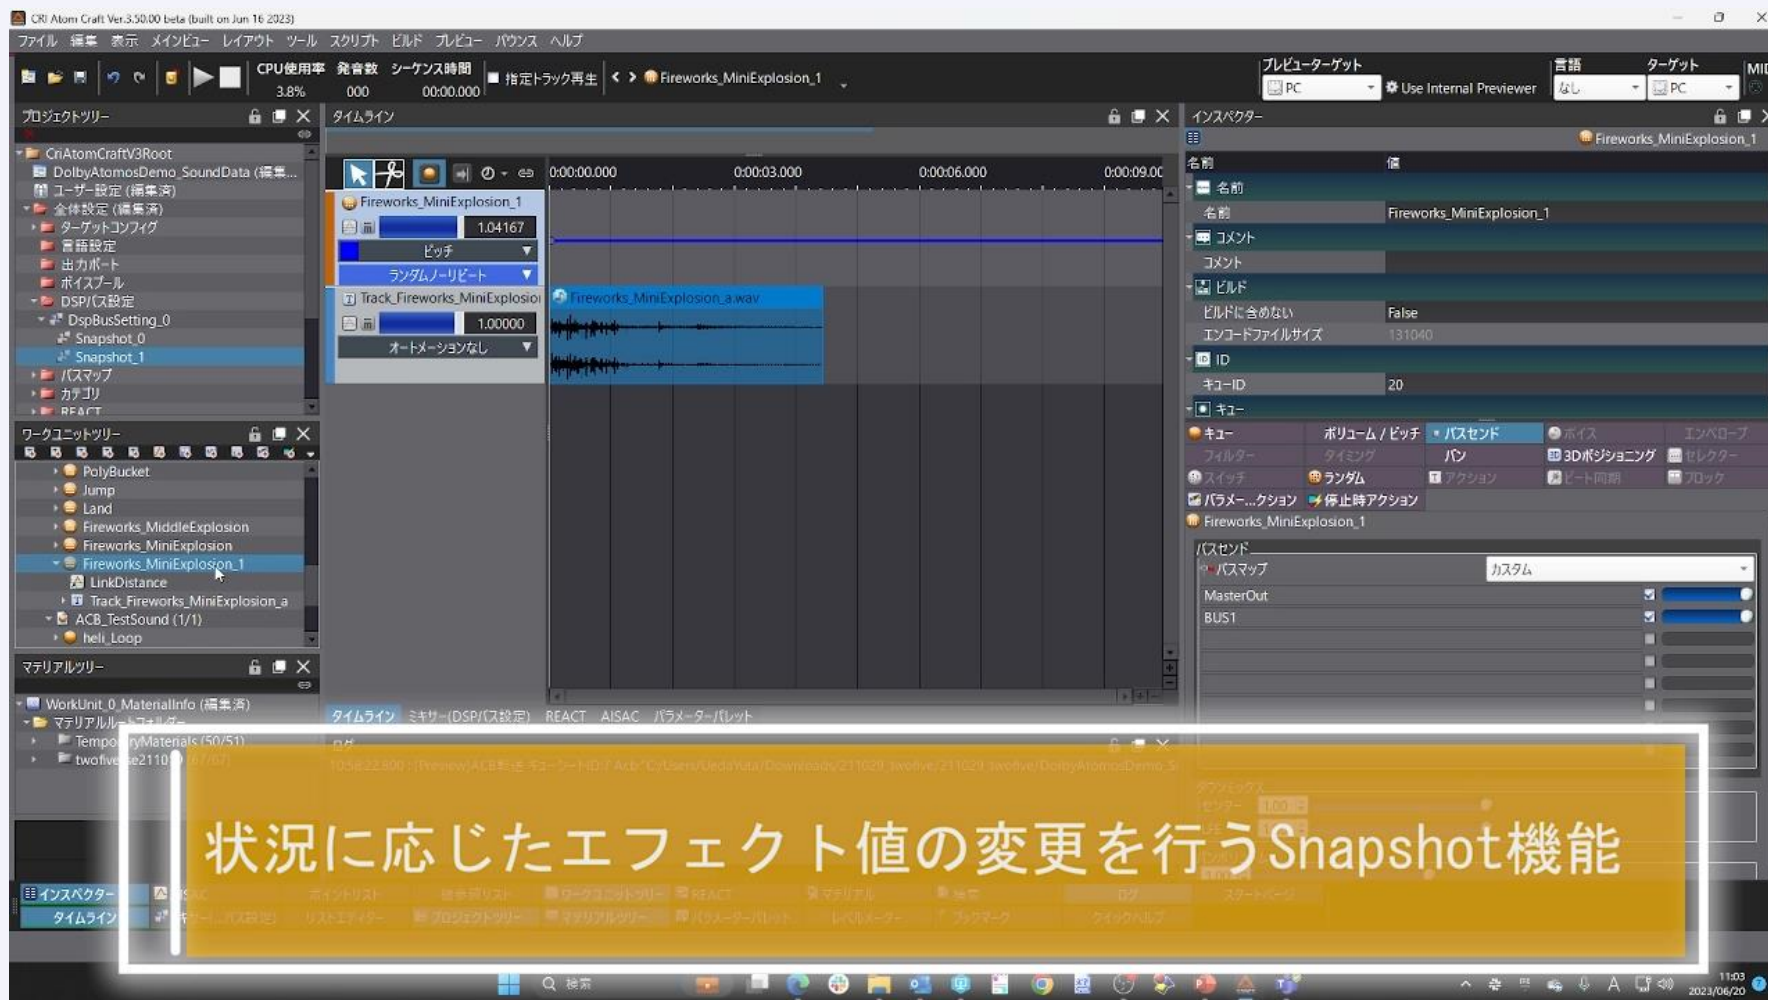 CRI Atom Craft Ver.3.50.00 beta (built on Jun 16 2023)
ファイル 編集 表示 メインビュー レイアウト ツール スクリプト ビルド プレビュー バウンス ヘルプ
CPU使用率 発音数 シーケンス時間
3.8% 000 00:00.000
指定トラック再生
Fireworks_MiniExplosion_1
プレビューターゲット
PC
Use Internal Previewer
言語
なし
ターゲット
PC
プロジェクトツリー
CriAtomCraftV3Root
DolbyAtomosDemo_SoundData (編集...
ユーザー設定 (編集済)
全体設定 (編集済)
ターゲットコンフィグ
言語設定
出力ポート
ボイスプール
DSPバス設定
DspBusSetting_0
Snapshot_0
Snapshot_1
バスマップ
カテゴリ
REACT
ワークユニットツリー
PolyBucket
Jump
Land
Fireworks_MiddleExplosion
Fireworks_MiniExplosion
Fireworks_MiniExplosion_1
LinkDistance
Track_Fireworks_MiniExplosion_a
ACB_TestSound (1/1)
heli_Loop
マテリアルツリー
WorkUnit_0_MaterialInfo (編集済)
マテリアルルートフォルダー
TemporaryMaterials (50/51)
タイムライン
0:00:00.000 0:00:03.000 0:00:06.000 0:00:09.00
Fireworks_MiniExplosion_1
1.04167
ピッチ
ランダムノーリピート
Track_Fireworks_MiniExplosion
1.00000
オートメーションなし
Fireworks_MiniExplosion_a.wav
タイムライン ミキサー(DSPバス設定) REACT AISAC パラメーターパレット
ログ
インスペクター
Fireworks_MiniExplosion_1
名前 値
名前
名前 Fireworks_MiniExplosion_1
コメント
コメント
ビルド
ビルドに含めない False
エンコードファイルサイズ 131040
ID
キューID 20
キュー
キュー ボリューム / ピッチ バスセンド ボイス エンベロープ
フィルター タイミング パン 3Dポジショニング セレクター
スイッチ ランダム アクション ビート同期 ブロック
パラメー...クション 停止時アクション
Fireworks_MiniExplosion_1
バスセンド
バスマップ カスタム
MasterOut
BUS1
状況に応じたエフェクト値の変更を行うSnapshot機能
インスペクター
タイムライン
検索
11:03
2023/06/20